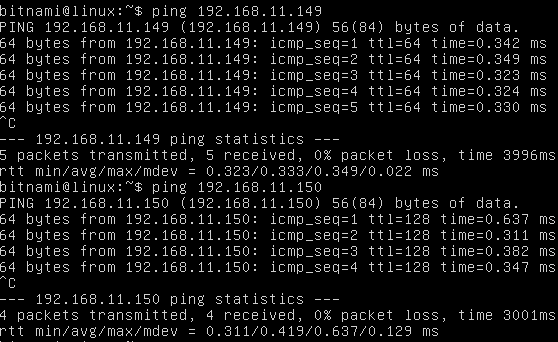 bitnami@linux:~$ ping 192.168.11.149
PING 192.168.11.149 (192.168.11.149) 56(84) bytes of data.
64 bytes from 192.168.11.149: icmp_seq=1 ttl=64 time=0.342 ms
64 bytes from 192.168.11.149: icmp_seq=2 ttl=64 time=0.349 ms
64 bytes from 192.168.11.149: icmp_seq=3 ttl=64 time=0.323 ms
64 bytes from 192.168.11.149: icmp_seq=4 ttl=64 time=0.324 ms
64 bytes from 192.168.11.149: icmp_seq=5 ttl=64 time=0.330 ms
^C
--- 192.168.11.149 ping statistics ---
5 packets transmitted, 5 received, 0% packet loss, time 3996ms
rtt min/avg/max/mdev = 0.323/0.333/0.349/0.022 ms
bitnami@linux:~$ ping 192.168.11.150
PING 192.168.11.150 (192.168.11.150) 56(84) bytes of data.
64 bytes from 192.168.11.150: icmp_seq=1 ttl=128 time=0.637 ms
64 bytes from 192.168.11.150: icmp_seq=2 ttl=128 time=0.311 ms
64 bytes from 192.168.11.150: icmp_seq=3 ttl=128 time=0.382 ms
64 bytes from 192.168.11.150: icmp_seq=4 ttl=128 time=0.347 ms
^C
--- 192.168.11.150 ping statistics ---
4 packets transmitted, 4 received, 0% packet loss, time 3001ms
rtt min/avg/max/mdev = 0.311/0.419/0.637/0.129 ms